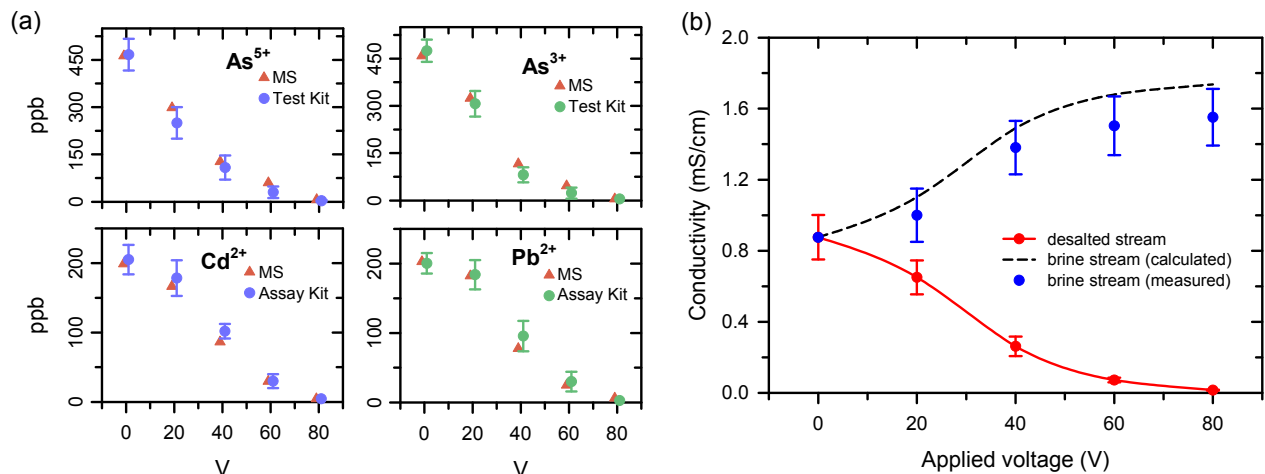 (a)
ppb
450
300
150
0
As5+
MS
Test Kit
450
300
150
0
As3+
MS
Test Kit
ppb
200
100
0
Cd2+
MS
Assay Kit
0 20 40 60 80
V
200
100
0
Pb2+
MS
Assay Kit
0 20 40 60 80
V
(b)
Conductivity (mS/cm)
2.0
1.6
1.2
0.8
0.4
0.0
desalted stream
brine stream (calculated)
brine stream (measured)
0 20 40 60 80
Applied voltage (V)